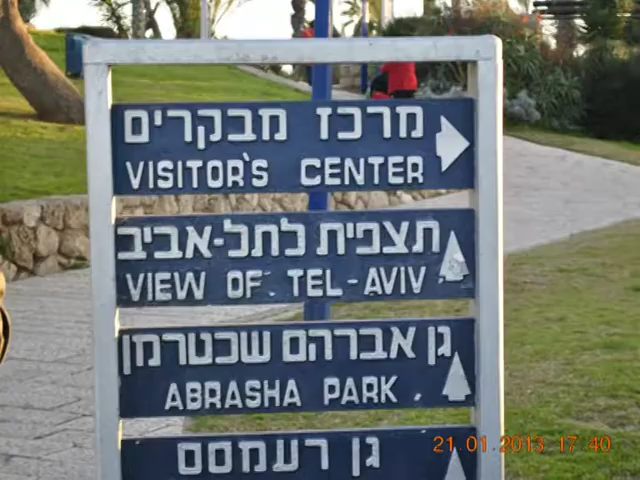 מרכז מבקרים
VISITOR'S CENTER
תצפית לתל-אביב
VIEW OF TEL-AVIV
גן אברהם שכטרמן
ABRASHA PARK
גן רעמסס
21.01.2013 17:40